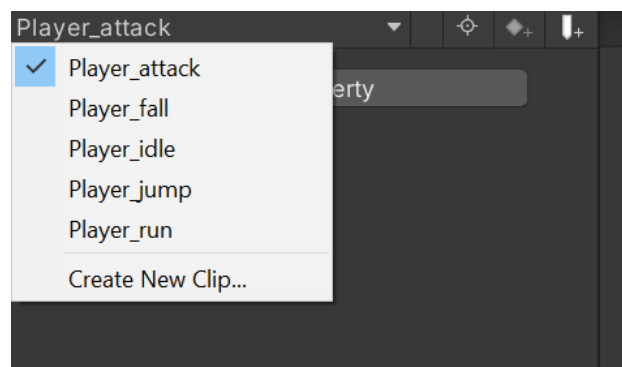 Player_attack
Player_attack
erty
Player_fall
Player_idle
Player_jump
Player_run
Create New Clip...